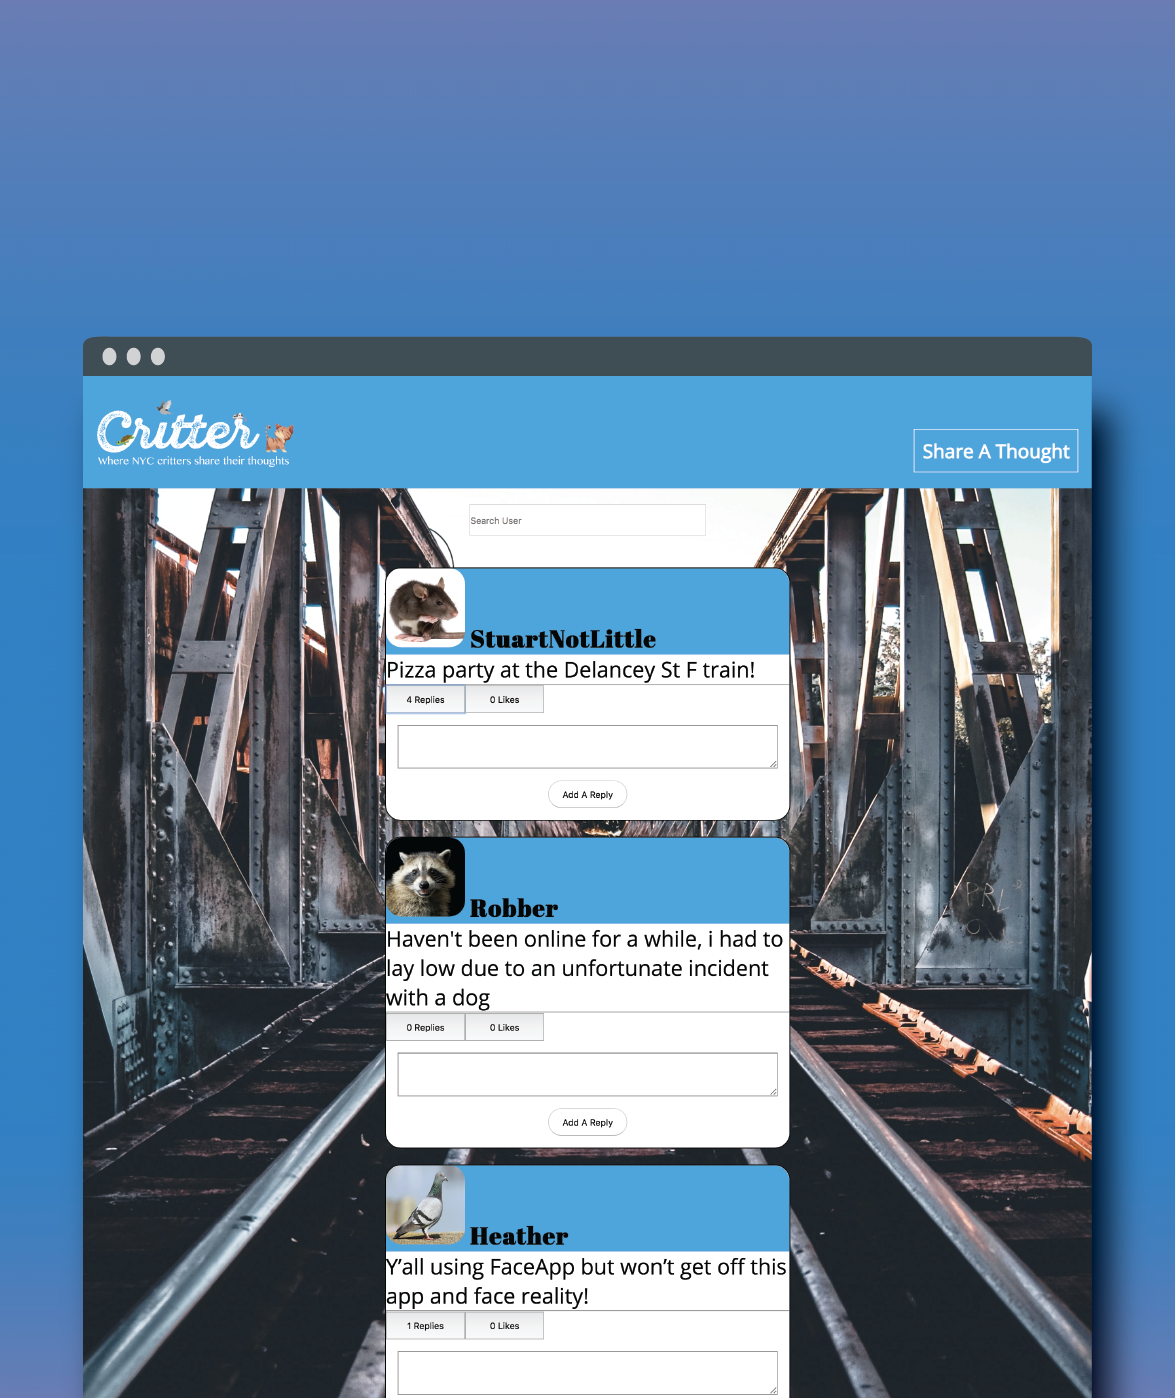 Critter
Where NYC critters share their thoughts
Share A Thought
Search User
StuartNotLittle
Pizza party at the Delancey St F train!
4 Replies
0 Likes
Add A Reply
Robber
Haven't been online for a while, i had to
lay low due to an unfortunate incident
with a dog
0 Replies
0 Likes
Add A Reply
Heather
Y’all using FaceApp but won’t get off this
app and face reality!
1 Replies
0 Likes